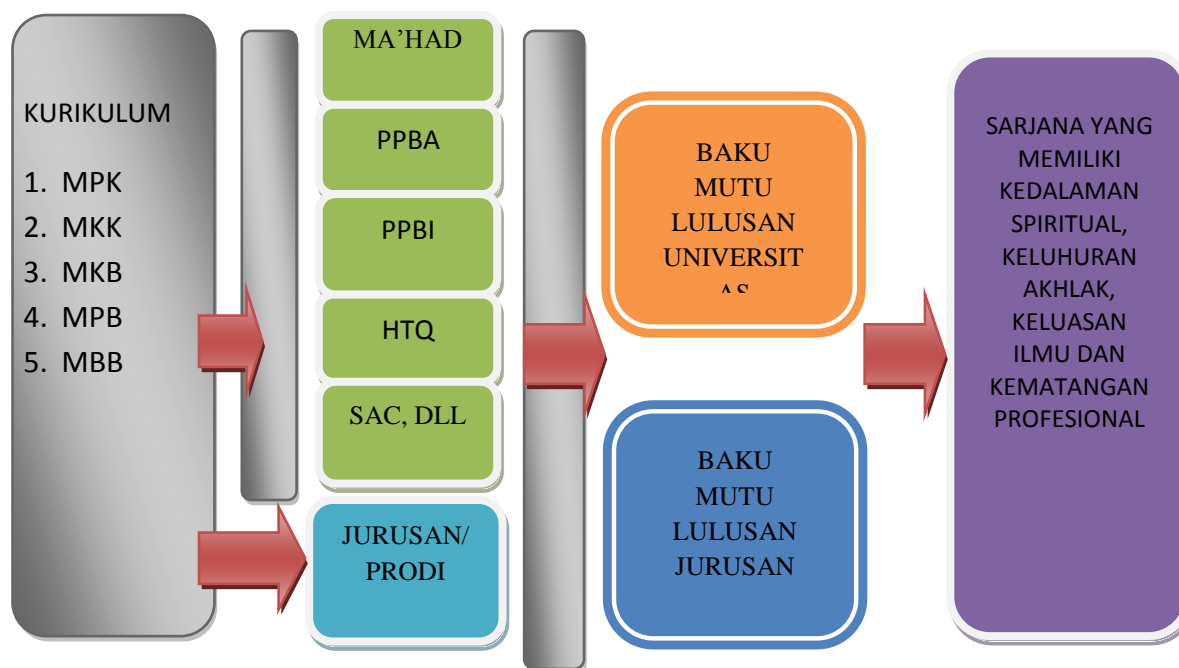 KURIKULUM
1. MPK
2. MKK
3. MKB
4. MPB
5. MBB
MA’HAD
PPBA
PPBI
HTQ
SAC, DLL
JURUSAN/
PRODI
BAKU
MUTU
LULUSAN
UNIVERSIT
AS
BAKU
MUTU
LULUSAN
JURUSAN
SARJANA YANG
MEMILIKI
KEDALAMAN
SPIRITUAL,
KELUHURAN
AKHLAK,
KELUASAN
ILMU DAN
KEMATANGAN
PROFESIONAL